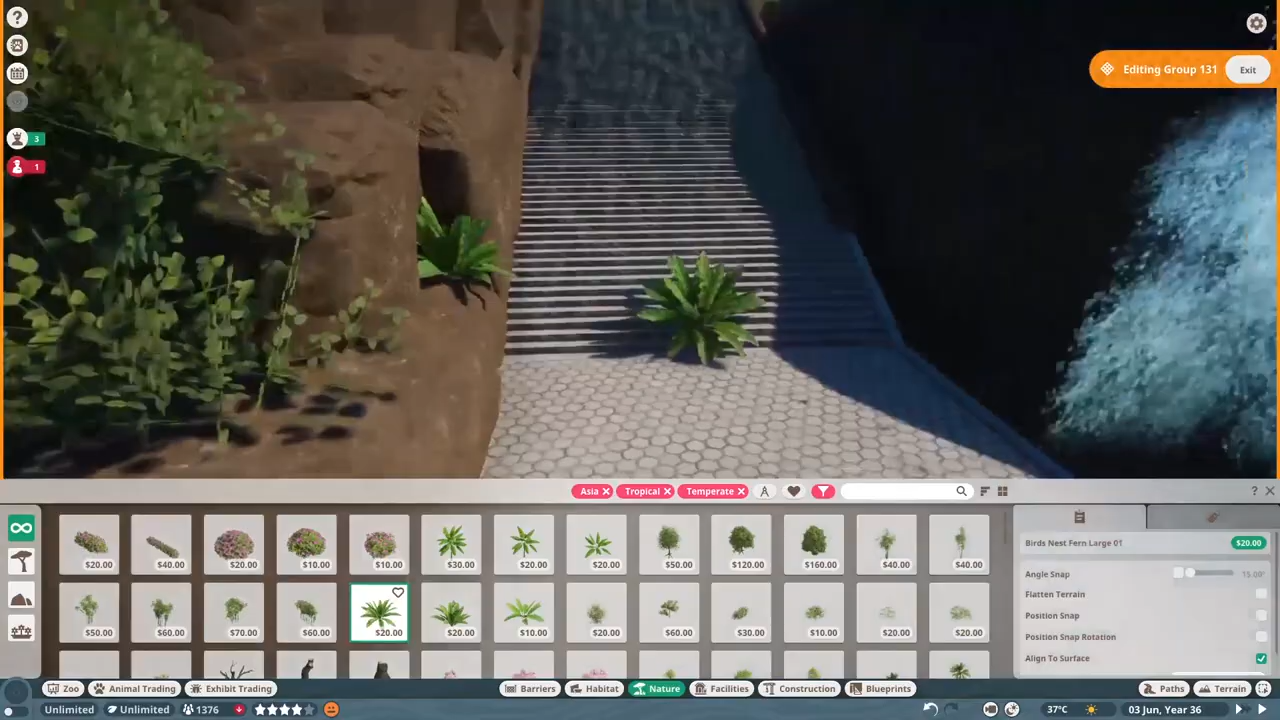 ?
Editing Group 131
Exit
3
1
Asia ×
Tropical ×
Temperate ×
? ×
$20.00
$40.00
$20.00
$10.00
$10.00
$30.00
$20.00
$20.00
$50.00
$120.00
$160.00
$40.00
$40.00
$50.00
$60.00
$70.00
$60.00
$20.00
$20.00
$10.00
$20.00
$60.00
$30.00
$10.00
$20.00
$20.00
Birds Nest Fern Large 01
$20.00
Angle Snap
15.00°
Flatten Terrain
Position Snap
Position Snap Rotation
Align To Surface
Zoo
Animal Trading
Exhibit Trading
Barriers
Habitat
Nature
Facilities
Construction
Blueprints
Paths
Terrain
Unlimited
Unlimited
1376
37°C
03 Jun, Year 36